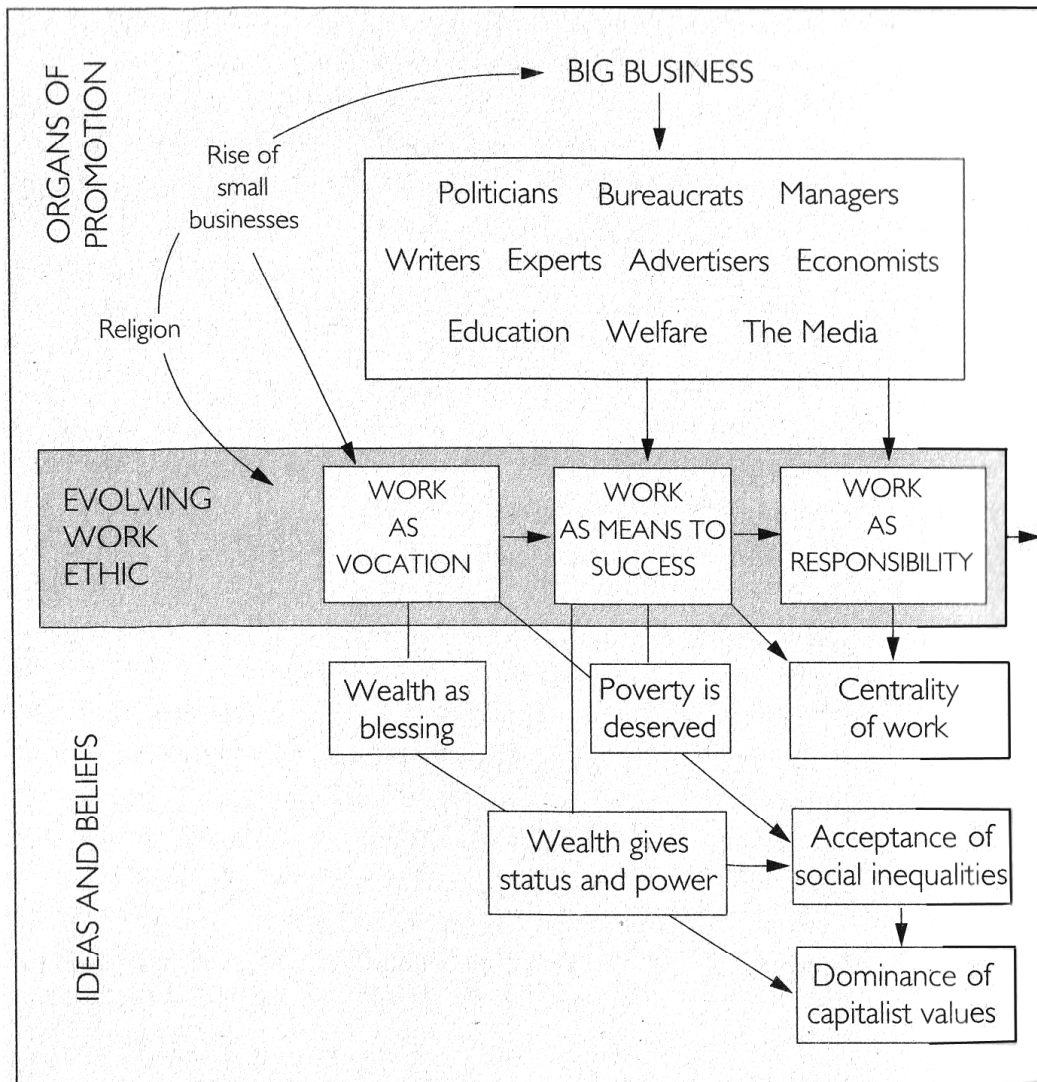 ORGANS OF
PROMOTION
BIG BUSINESS
Rise of
small
businesses
Religion
Politicians Bureaucrats Managers
Writers Experts Advertisers Economists
Education Welfare The Media
EVOLVING
WORK
ETHIC
WORK
AS
VOCATION
WORK
AS MEANS TO
SUCCESS
WORK
AS
RESPONSIBILITY
IDEAS AND BELIEFS
Wealth as
blessing
Poverty is
deserved
Centrality
of work
Wealth gives
status and power
Acceptance of
social inequalities
Dominance of
capitalist values